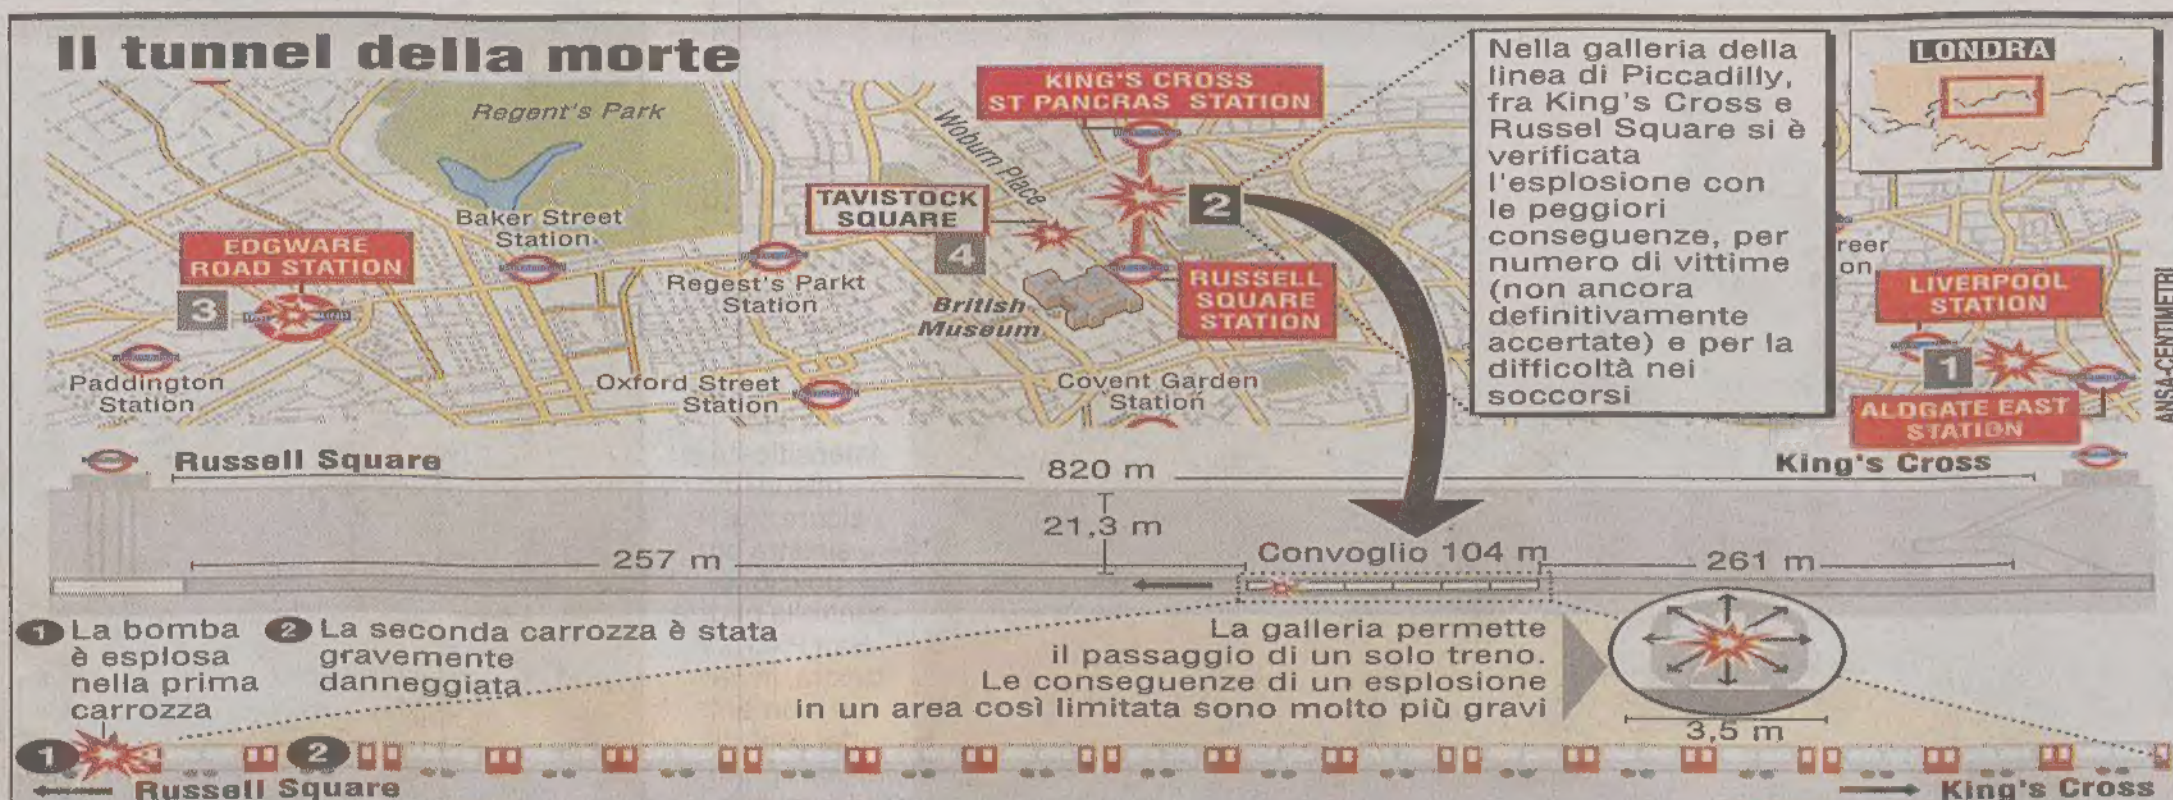 Il tunnel della morte
Regent's Park
Woburn Place
KING'S CROSS
ST PANCRAS STATION
Nella galleria della
linea di Piccadilly,
fra King's Cross e
Russel Square si è
verificata
l'esplosione con
le peggiori
conseguenze, per
numero di vittime
(non ancora
definitivamente
accertate) e per la
difficoltà nei
soccorsi
LONDRA
TAVISTOCK
SQUARE
2
4
Baker Street
Station
EDGWARE
ROAD STATION
3
Regest's Parkt
Station
British
Museum
RUSSELL
SQUARE
STATION
reer
on
LIVERPOOL
STATION
1
Paddington
Station
Oxford Street
Station
Covent Garden
Station
ALDGATE EAST
STATION
ANSA-CENTIMETRI
Russell Square
820 m
King's Cross
21,3 m
257 m
Convoglio 104 m
261 m
1 La bomba
è esplosa
nella prima
carrozza
2 La seconda carrozza è stata
gravemente
danneggiata
La galleria permette
il passaggio di un solo treno.
Le conseguenze di un esplosione
in un area così limitata sono molto più gravi
3,5 m
1
2
Russell Square
King's Cross